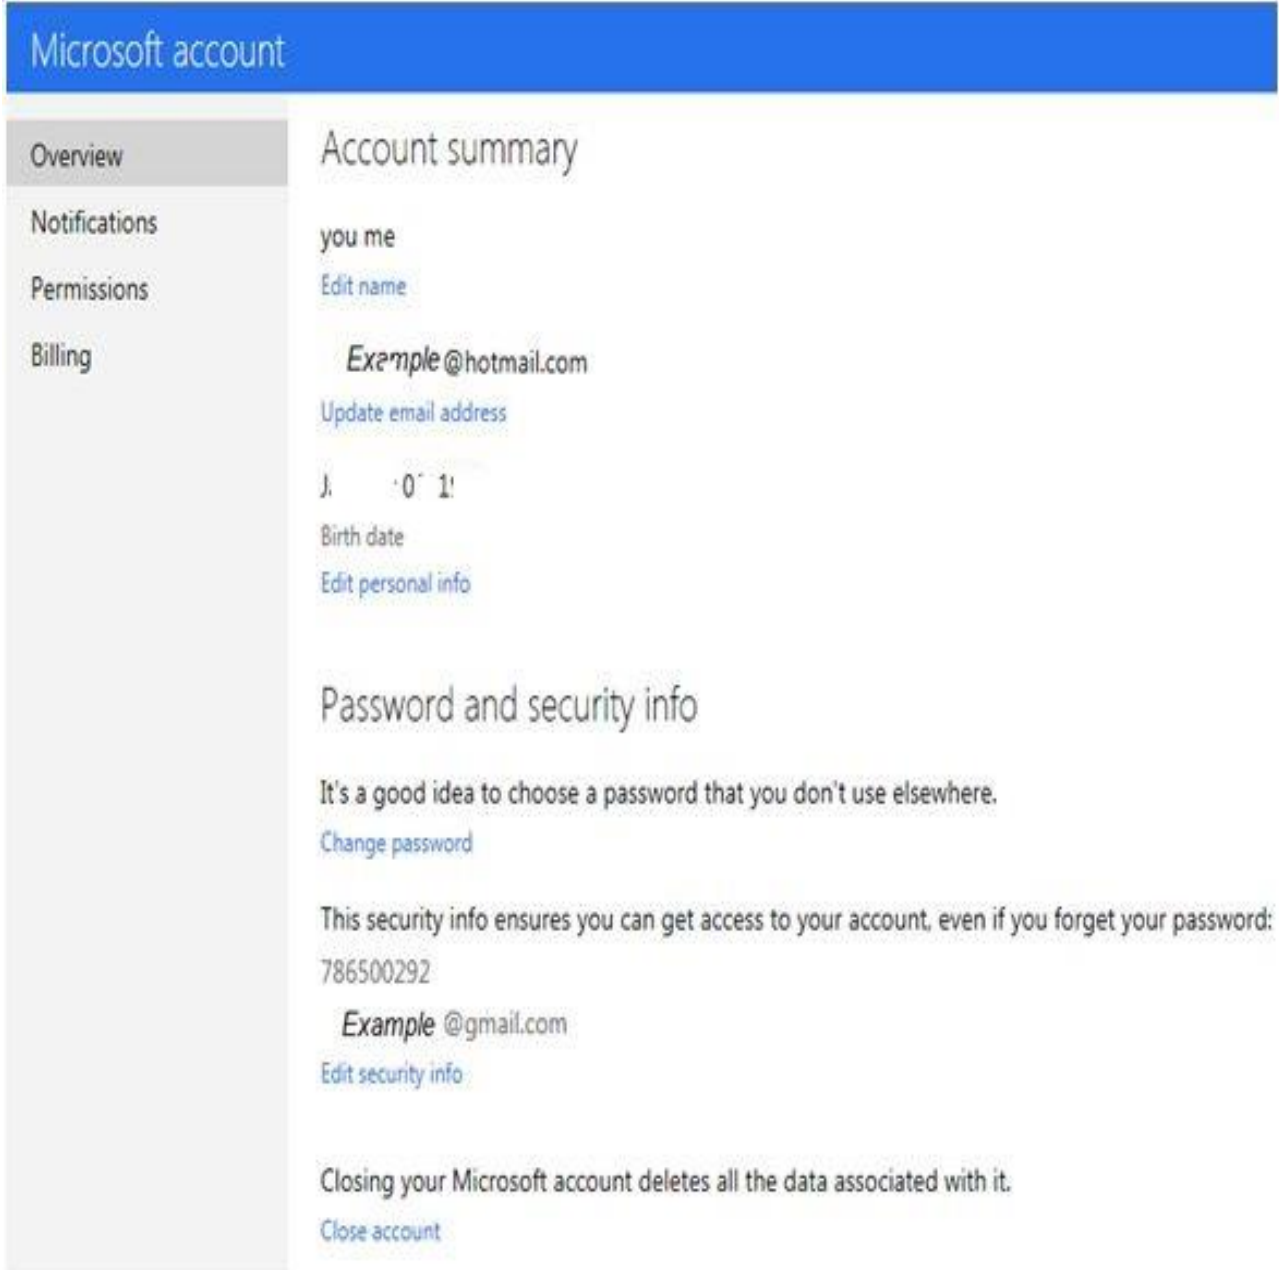 Microsoft account
Overview
Notifications
Permissions
Billing
Account summary
you me
Edit name
Example@hotmail.com
Update email address
Birth date
Edit personal info
Password and security info
It's a good idea to choose a password that you don't use elsewhere.
Change password
This security info ensures you can get access to your account, even if you forget your password:
786500292
Example @gmail.com
Edit security info
Closing your Microsoft account deletes all the data associated with it.
Close account